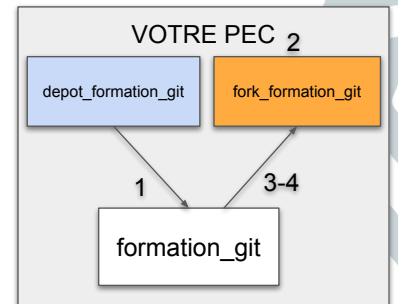 VOTRE PEC
2
depot_formation_git
fork_formation_git
1
3-4
formation_git